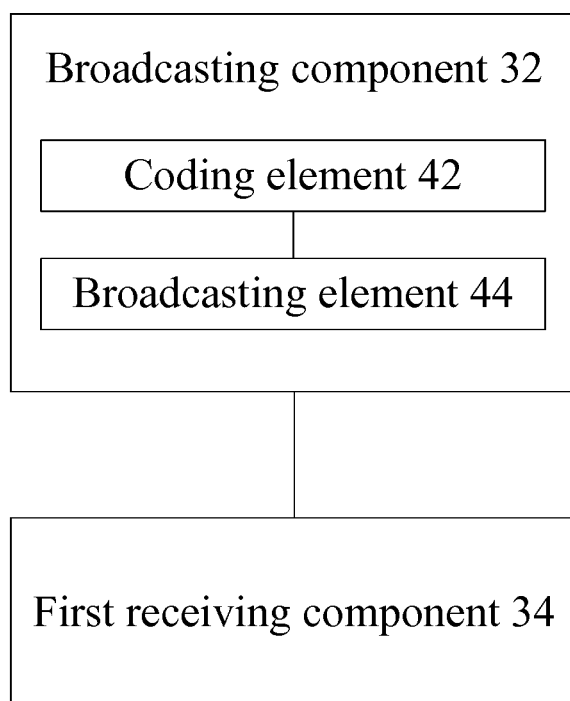 Broadcasting component 32
Coding element 42
Broadcasting element 44
First receiving component 34